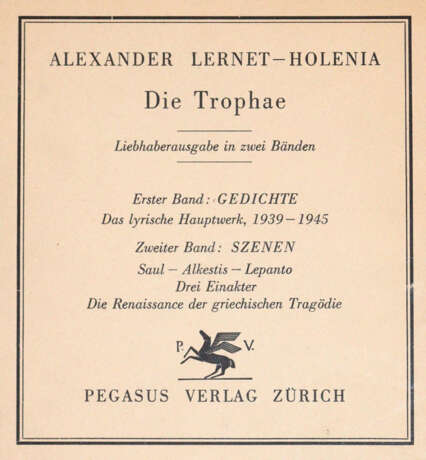 ALEXANDER LERNET–HOLENIA
Die Trophae
Liebhaberausgabe in zwei Bänden
Erster Band: GEDICHTE
Das lyrische Hauptwerk, 1939–1945
Zweiter Band: SZENEN
Saul – Alkestis – Lepanto
Drei Einakter
Die Renaissance der griechischen Tragödie
P. V.
PEGASUS VERLAG ZÜRICH